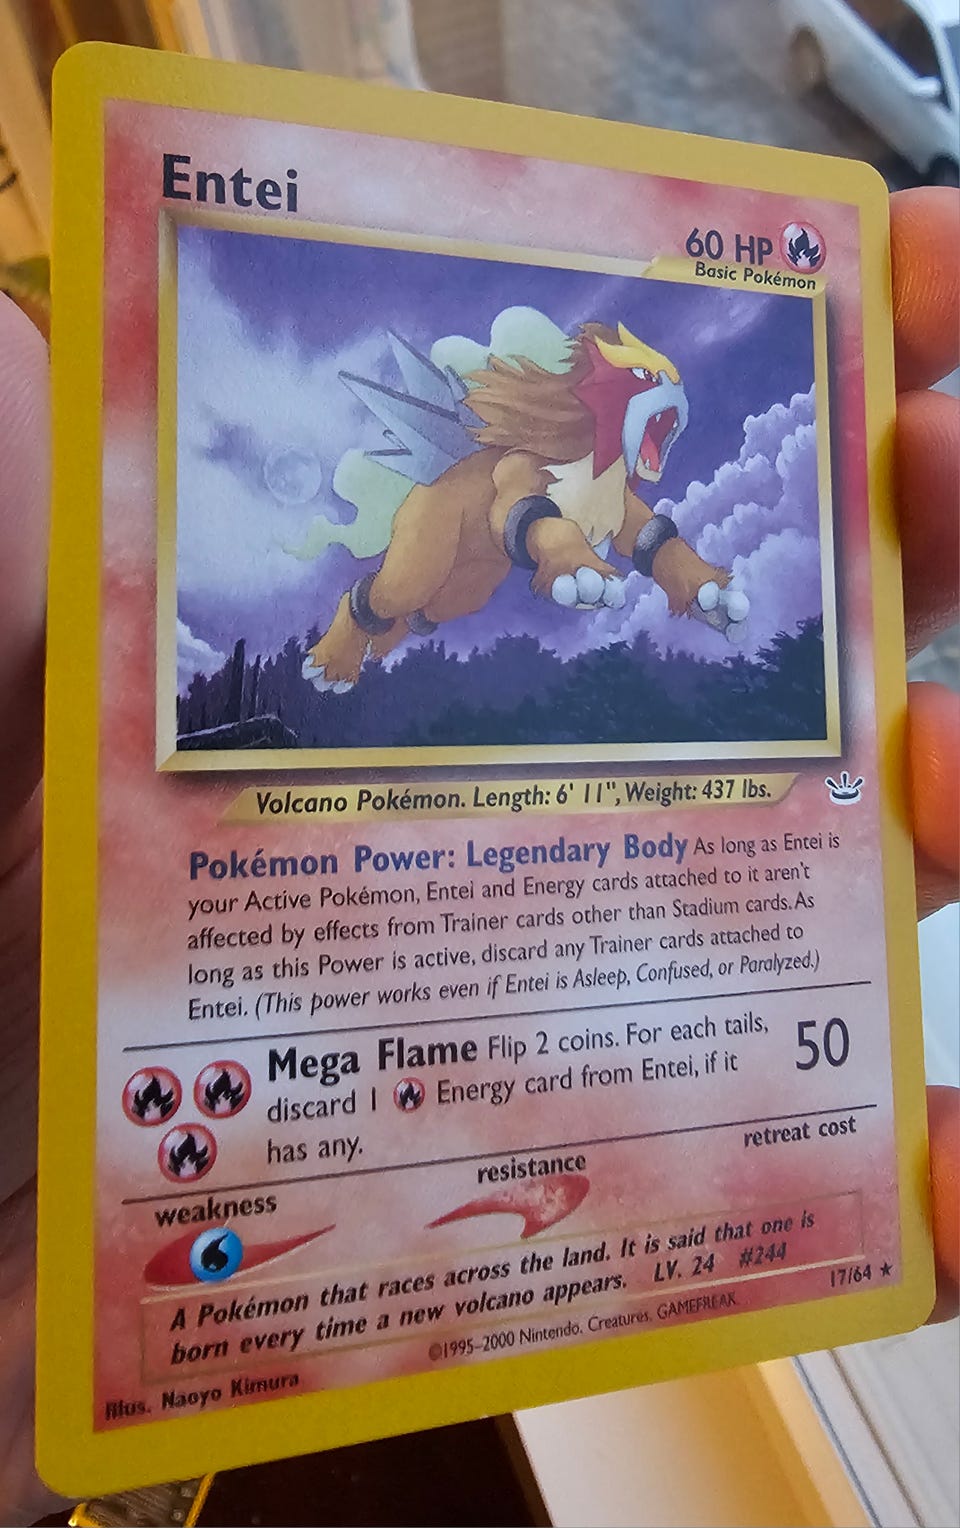 Entei
60 HP
Basic Pokémon
Volcano Pokémon. Length: 6' 11", Weight: 437 lbs.
Pokémon Power: Legendary Body As long as Entei is
your Active Pokémon, Entei and Energy cards attached to it aren't
affected by effects from Trainer cards other than Stadium cards. As
long as this Power is active, discard any Trainer cards attached to
Entei. (This power works even if Entei is Asleep, Confused, or Paralyzed.)
Mega Flame Flip 2 coins. For each tails,
discard 1 Energy card from Entei, if it
has any.
50
weakness
resistance
retreat cost
A Pokémon that races across the land. It is said that one is
born every time a new volcano appears. LV. 24 #244
17/64 ★
©1995–2000 Nintendo, Creatures, GAMEFREAK.
Illus. Naoyo Kimura